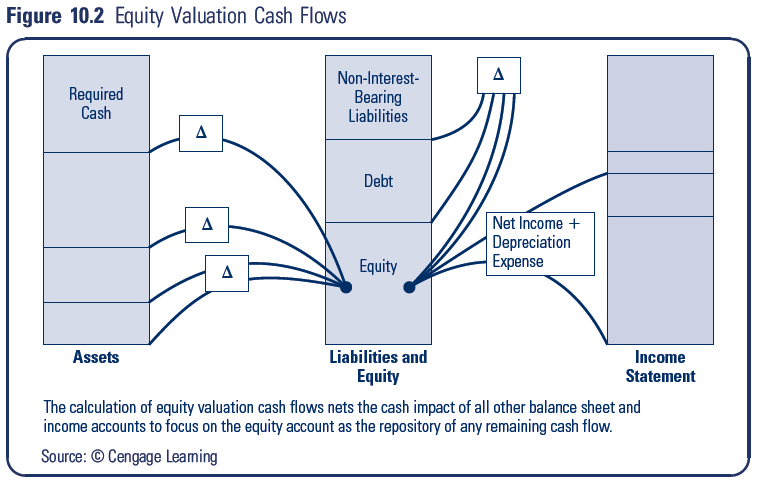 Figure 10.2 Equity Valuation Cash Flows
Required
Cash
Δ
Δ
Δ
Assets
Non-Interest-
Bearing
Liabilities
Debt
Equity
Liabilities and
Equity
Δ
Net Income +
Depreciation
Expense
Income
Statement
The calculation of equity valuation cash flows nets the cash impact of all other balance sheet and
income accounts to focus on the equity account as the repository of any remaining cash flow.
Source: © Cengage Learning